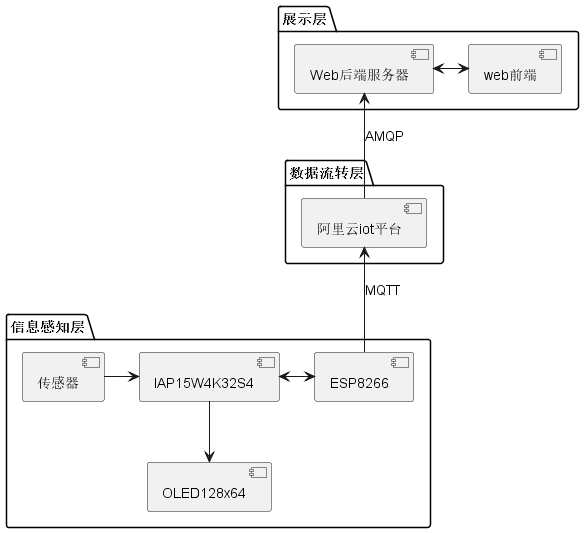 展示层
Web后端服务器
web前端
AMQP
数据流转层
阿里云iot平台
MQTT
信息感知层
传感器
IAP15W4K32S4
ESP8266
OLED128x64